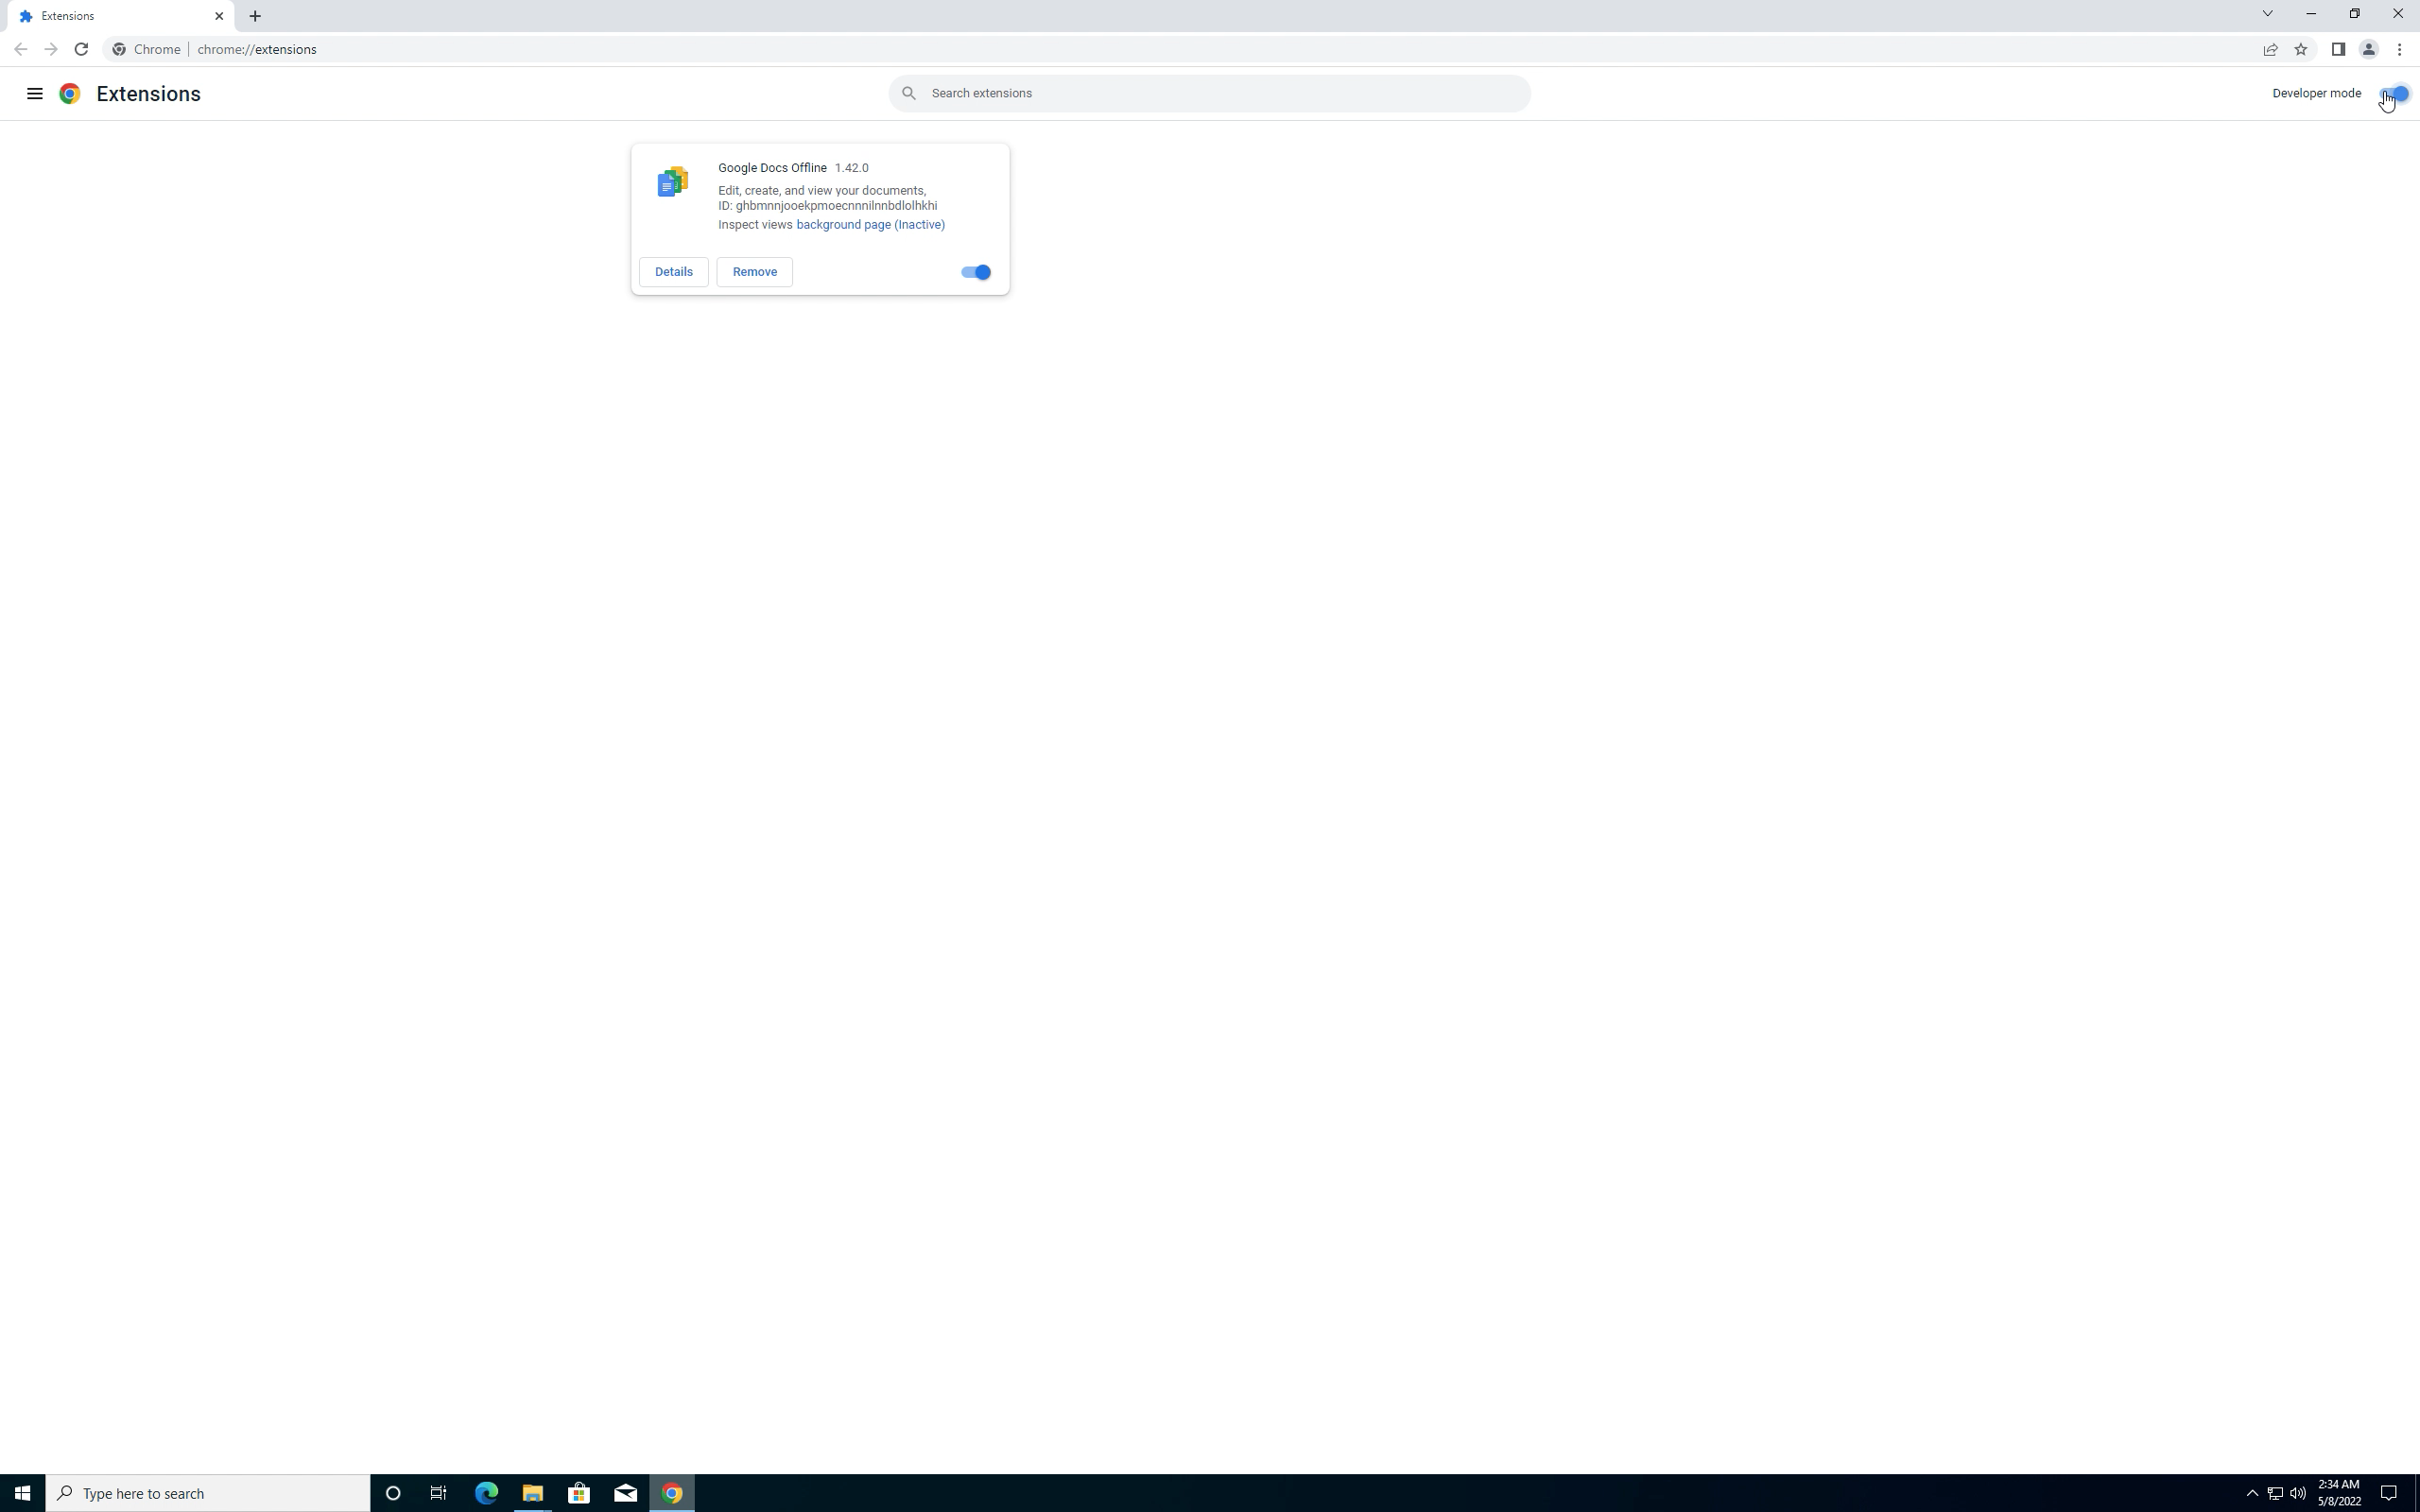 Extensions
Chrome chrome://extensions
Extensions
Search extensions
Developer mode
Google Docs Offline 1.42.0
Edit, create, and view your documents,
ID: ghbmnnjooekpmoecnnnilnnbdlolhkhi
Inspect views background page (Inactive)
Details Remove
Type here to search
2:34 AM
5/8/2022